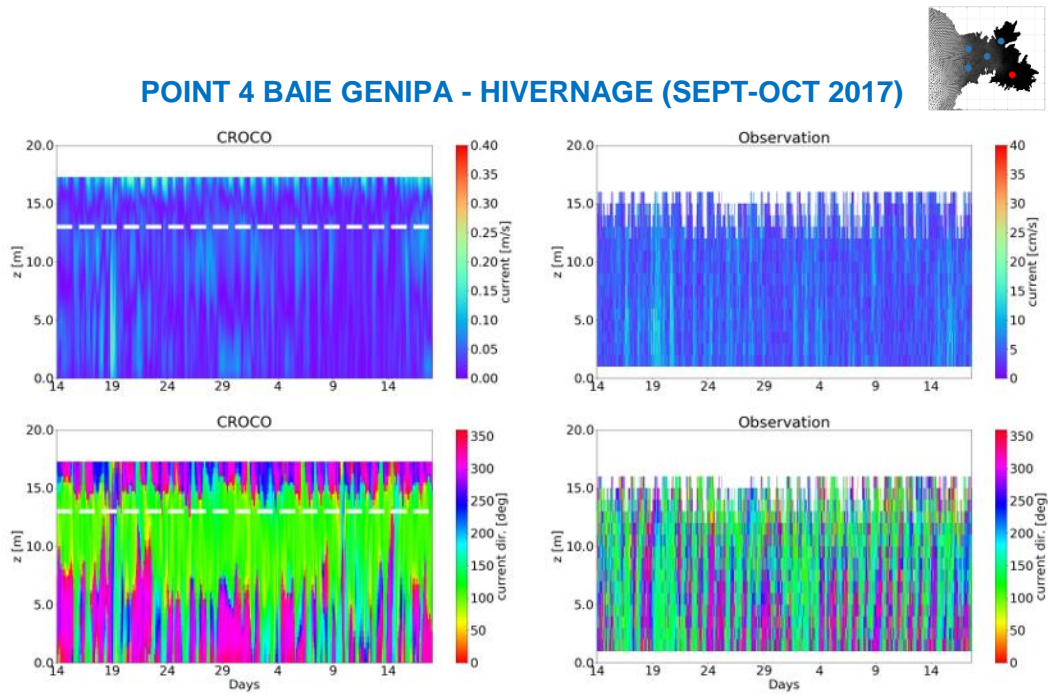 POINT 4 BAIE GENIPA - HIVERNAGE (SEPT-OCT 2017)
CROCO
20.0
15.0
10.0
5.0
0.0
z [m]
14 19 24 29 4 9 14
0.40
0.35
0.30
0.25
0.20
0.15
0.10
0.05
0.00
current [m/s]
Observation
20.0
15.0
10.0
5.0
0.0
z [m]
14 19 24 29 4 9 14
40
35
30
25
20
15
10
5
0
current [cm/s]
CROCO
20.0
15.0
10.0
5.0
0.0
z [m]
14 19 24 29 4 9 14
Days
350
300
250
200
150
100
50
0
current dir. [deg]
Observation
20.0
15.0
10.0
5.0
0.0
z [m]
14 19 24 29 4 9 14
Days
350
300
250
200
150
100
50
0
current dir. [deg]